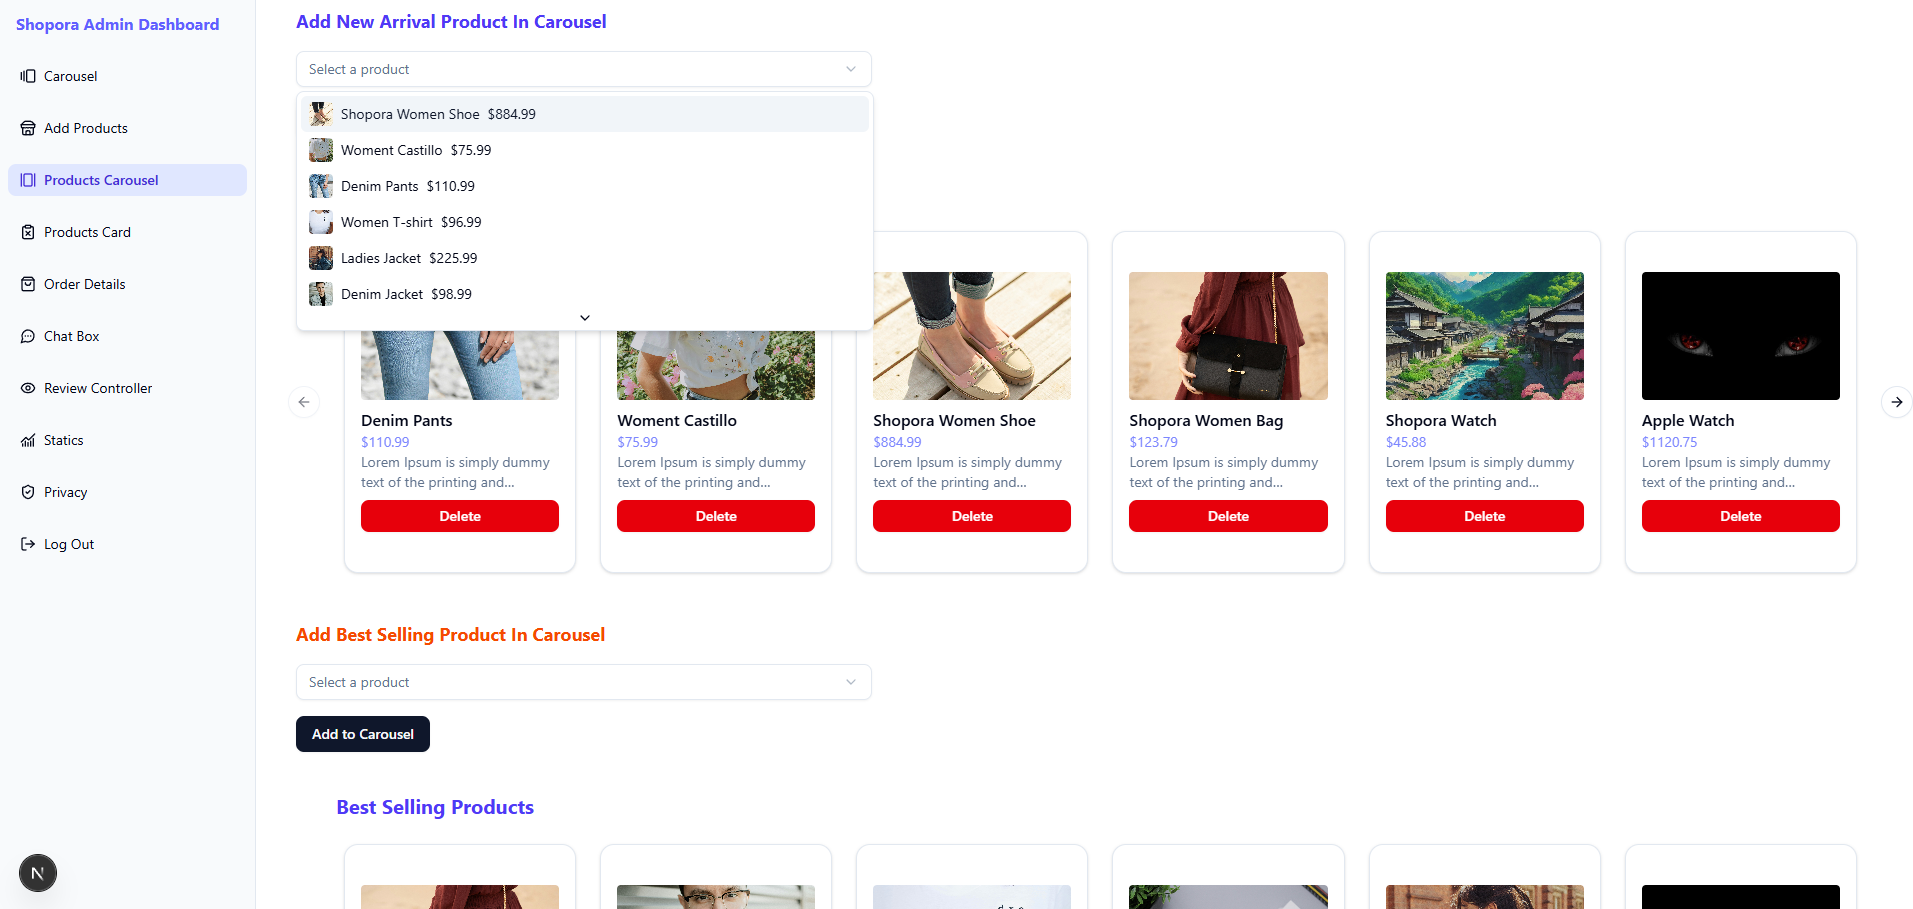 Shopora Admin Dashboard
Carousel
Add Products
Products Carousel
Products Card
Order Details
Chat Box
Review Controller
Statics
Privacy
Log Out
N
Add New Arrival Product In Carousel
Select a product
Shopora Women Shoe $884.99
Woment Castillo $75.99
Denim Pants $110.99
Women T-shirt $96.99
Ladies Jacket $225.99
Denim Jacket $98.99
Denim Pants
$110.99
Lorem Ipsum is simply dummy
text of the printing and...
Delete
Woment Castillo
$75.99
Lorem Ipsum is simply dummy
text of the printing and...
Delete
Shopora Women Shoe
$884.99
Lorem Ipsum is simply dummy
text of the printing and...
Delete
Shopora Women Bag
$123.79
Lorem Ipsum is simply dummy
text of the printing and...
Delete
Shopora Watch
$45.88
Lorem Ipsum is simply dummy
text of the printing and...
Delete
Apple Watch
$1120.75
Lorem Ipsum is simply dummy
text of the printing and...
Delete
Add Best Selling Product In Carousel
Select a product
Add to Carousel
Best Selling Products